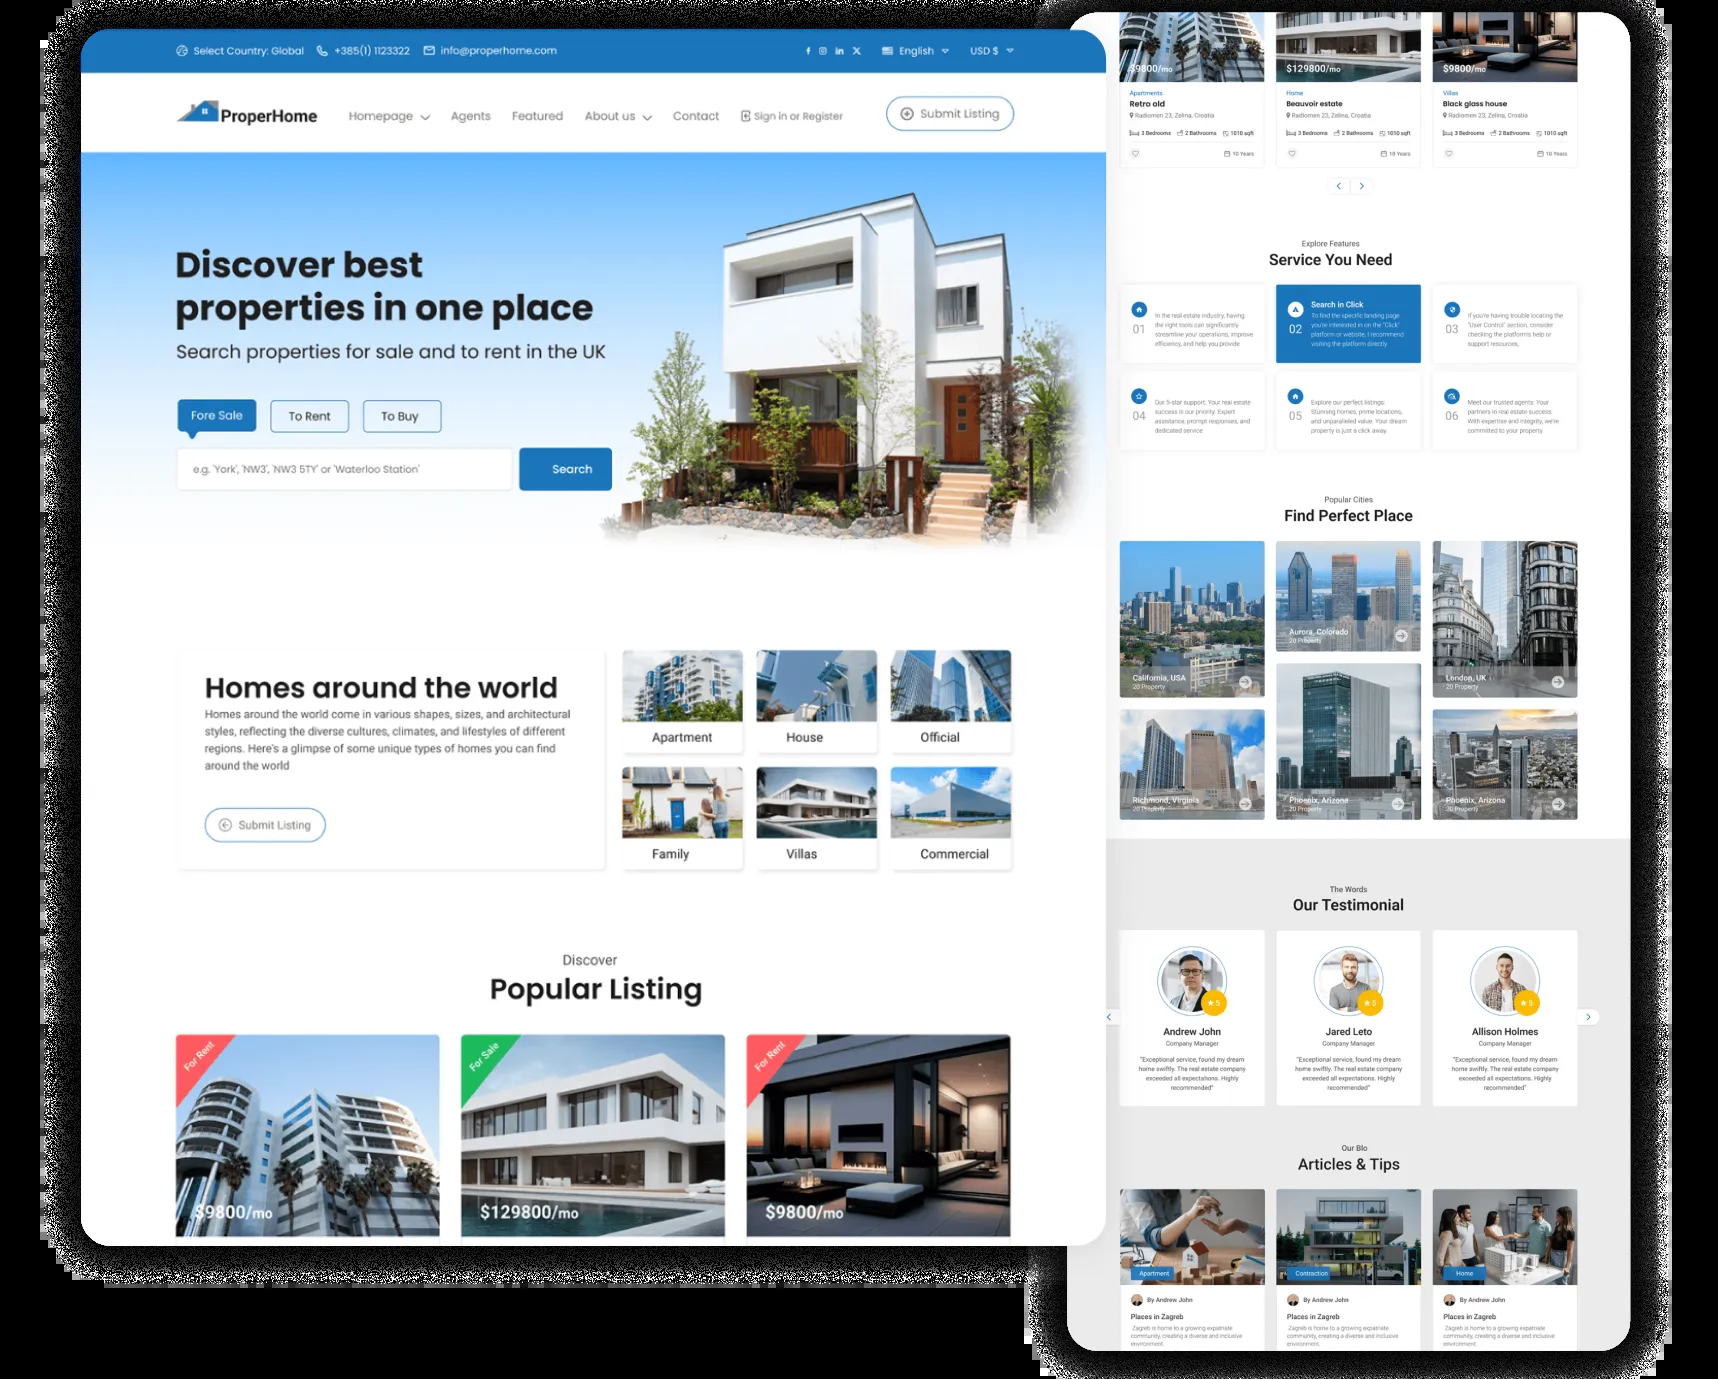 Select Country: Global
+385(1) 1123322
info@properhome.com
English
USD $
ProperHome
Homepage
Agents
Featured
About us
Contact
Sign in or Register
Submit Listing
Discover best
properties in one place
Search properties for sale and to rent in the UK
Fore Sale
To Rent
To Buy
e.g. 'York', 'NW3', 'NW3 5TY' or 'Waterloo Station'
Search
Homes around the world
Homes around the world come in various shapes, sizes, and architectural
styles, reflecting the diverse cultures, climates, and lifestyles of different
regions. Here's a glimpse of some unique types of homes you can find
around the world
Submit Listing
Apartment
House
Official
Family
Villas
Commercial
Discover
Popular Listing
For Rent
For Sale
For Rent
$9800/mo
$129800/mo
$9800/mo
$9800/mo
$129800/mo
$9800/mo
Apartments
Home
Villas
Retro old
Beauvoir estate
Black glass house
Radiomen 23, Zelina, Croatia
Radiomen 23, Zelina, Croatia
Radiomen 23, Zelina, Croatia
3 Bedrooms 2 Bathrooms 1010 sqft
3 Bedrooms 2 Bathrooms 1010 sqft
3 Bedrooms 2 Bathrooms 1010 sqft
10 Years
10 Years
10 Years
Explore Features
Service You Need
01
In the real estate industry, having
the right tools can significantly
streamline your operations, improve
efficiency, and help you provide
02
Search in Click
To find the specific landing page
you're interested in on the "Click"
platform or website, I recommend
visiting the platform directly
03
If you're having trouble locating the
"User Control" section, consider
checking the platform's help or
support resources,
04
Our 5-star support: Your real estate
success is our priority. Expert
assistance, prompt responses, and
dedicated service
05
Explore our perfect listings:
Stunning homes, prime locations,
and unparalleled value. Your dream
property is just a click away.
06
Meet our trusted agents: Your
partners in real estate success.
With expertise and integrity, we're
committed to your property
Popular Cities
Find Perfect Place
California, USA
20 Property
Aurora, Colorado
20 Property
London, UK
20 Property
Richmond, Virginia
20 Property
Phoenix, Arizona
20 Property
Phoenix, Arizona
20 Property
The Words
Our Testimonial
5
5
5
Andrew John
Company Manager
"Exceptional service, found my dream
home swiftly. The real estate company
exceeded all expectations. Highly
recommended"
Jared Leto
Company Manager
"Exceptional service, found my dream
home swiftly. The real estate company
exceeded all expectations. Highly
recommended"
Allison Holmes
Company Manager
"Exceptional service, found my dream
home swiftly. The real estate company
exceeded all expectations. Highly
recommended"
Our Blo
Articles & Tips
Apartment
Contraction
Home
By Andrew John
By Andrew John
By Andrew John
Places in Zagreb
Places in Zagreb
Places in Zagreb
Zagreb is home to a growing expatriate
community, creating a diverse and inclusive
environment.
Zagreb is home to a growing expatriate
community, creating a diverse and inclusive
environment.
Zagreb is home to a growing expatriate
community, creating a diverse and inclusive
environment.